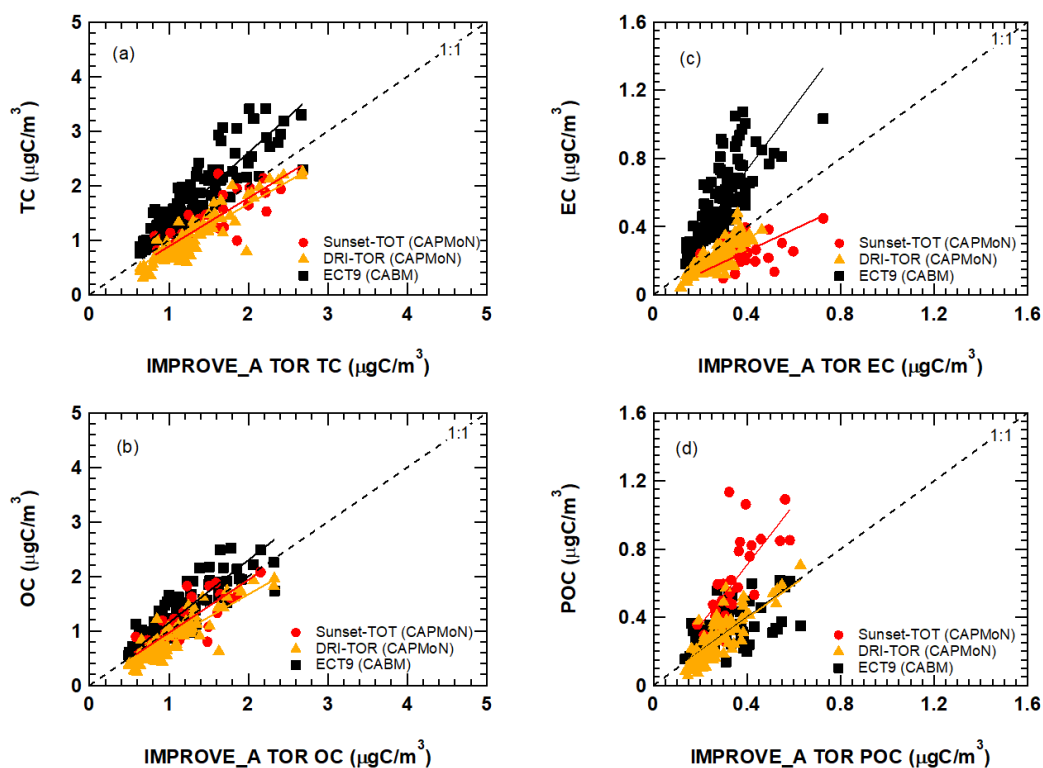 5
4
3
2
1
0
TC (μgC/m³)
(a)
1:1
Sunset-TOT (CAPMoN)
DRI-TOR (CAPMoN)
ECT9 (CABM)
0 1 2 3 4 5
IMPROVE_A TOR TC (μgC/m³)
1.6
1.2
0.8
0.4
0
EC (μgC/m³)
(c)
1:1
Sunset-TOT (CAPMoN)
DRI-TOR (CAPMoN)
ECT9 (CABM)
0 0.4 0.8 1.2 1.6
IMPROVE_A TOR EC (μgC/m³)
5
4
3
2
1
0
OC (μgC/m³)
(b)
1:1
Sunset-TOT (CAPMoN)
DRI-TOR (CAPMoN)
ECT9 (CABM)
0 1 2 3 4 5
IMPROVE_A TOR OC (μgC/m³)
1.6
1.2
0.8
0.4
0
POC (μgC/m³)
(d)
1:1
Sunset-TOT (CAPMoN)
DRI-TOR (CAPMoN)
ECT9 (CABM)
0 0.4 0.8 1.2 1.6
IMPROVE_A TOR POC (μgC/m³)